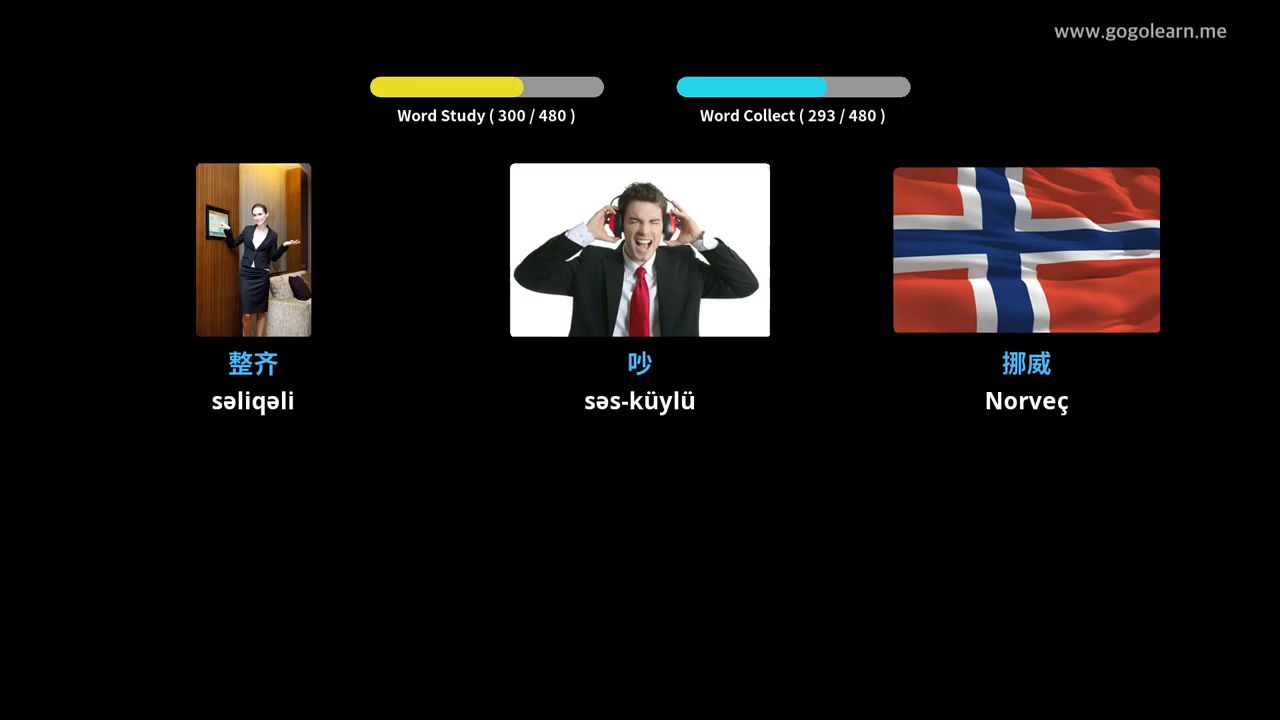 www.gogolearn.me
Word Study ( 300 / 480 )
Word Collect ( 293 / 480 )
整齐
吵
挪威
səliqəli
səs-küylü
Norveç